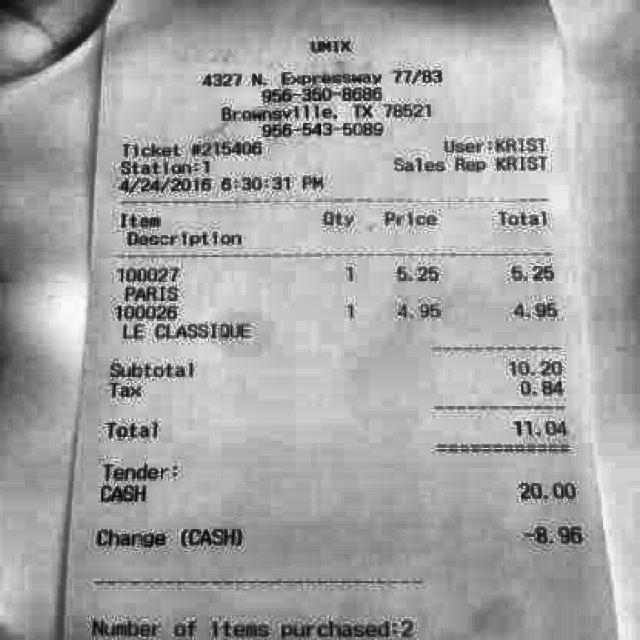 UMIX
4327 N. Expressway 77/83
956-350-8686
Brownsville, TX 78521
956-543-5089
Ticket #215406 User:KRIST
Station:1 Sales Rep KRIST
4/24/2016 6:30:31 PM
Item Qty Price Total
Description
100027 1 5.25 5.25
PARIS
100026 1 4.95 4.95
LE CLASSIQUE
Subtotal 10.20
Tax 0.84
Total 11.04
Tender:
CASH 20.00
Change (CASH) -8.96
Number of items purchased:2